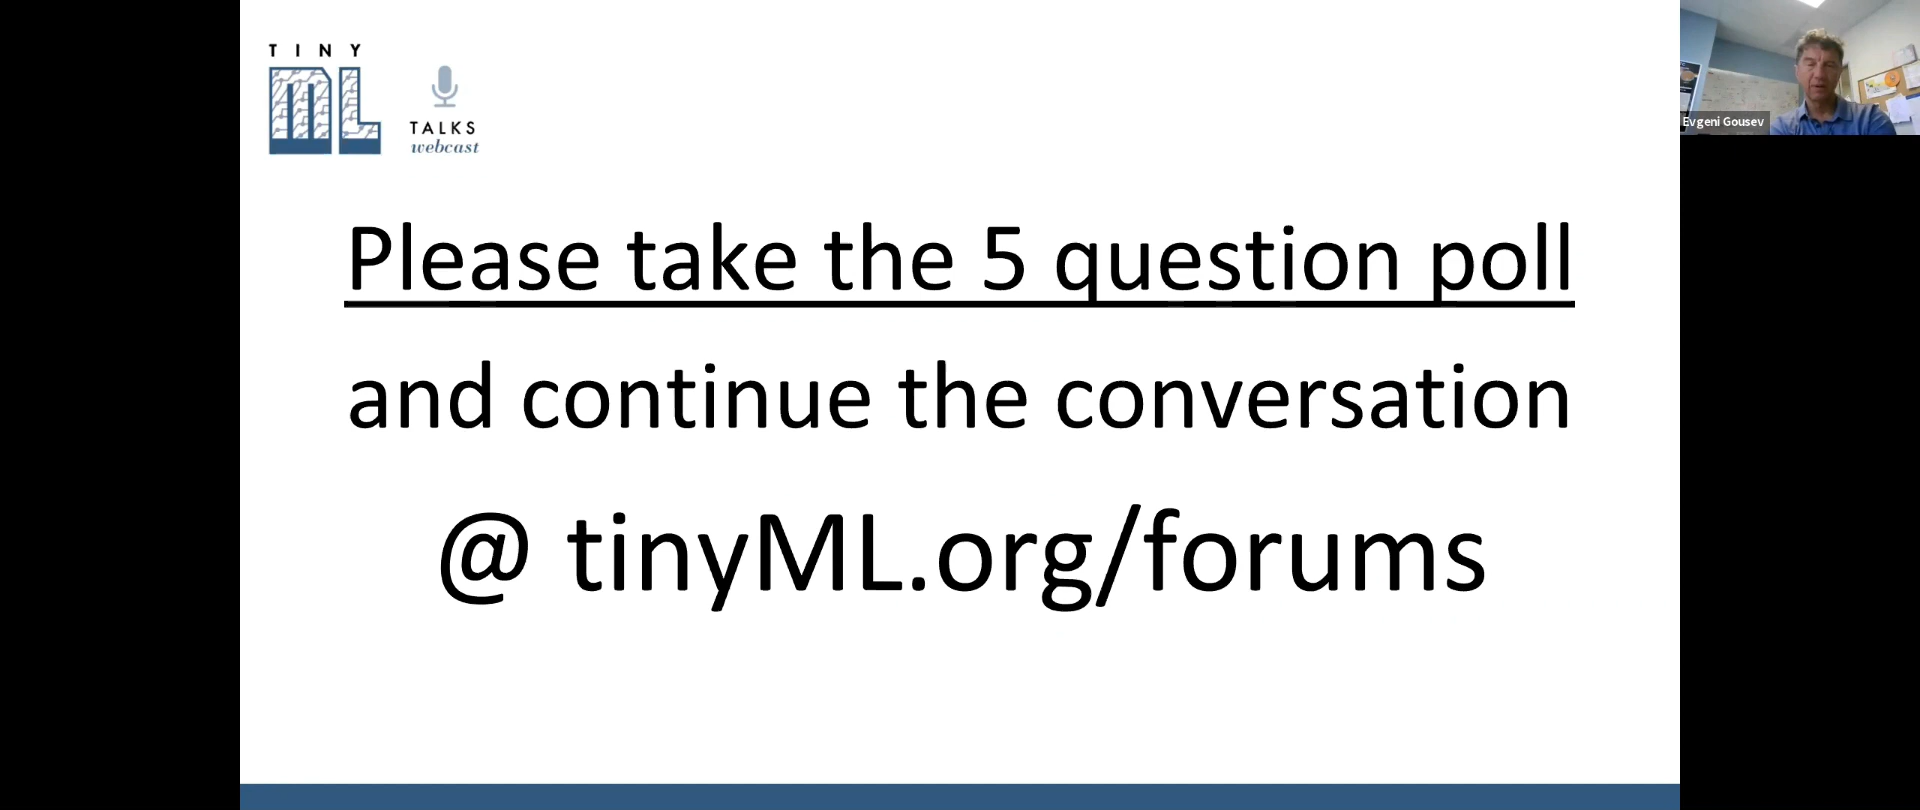 TINY
ML
TALKS
webcast
Evgeni Gousev
Please take the 5 question poll
and continue the conversation
@ tinyML.org/forums